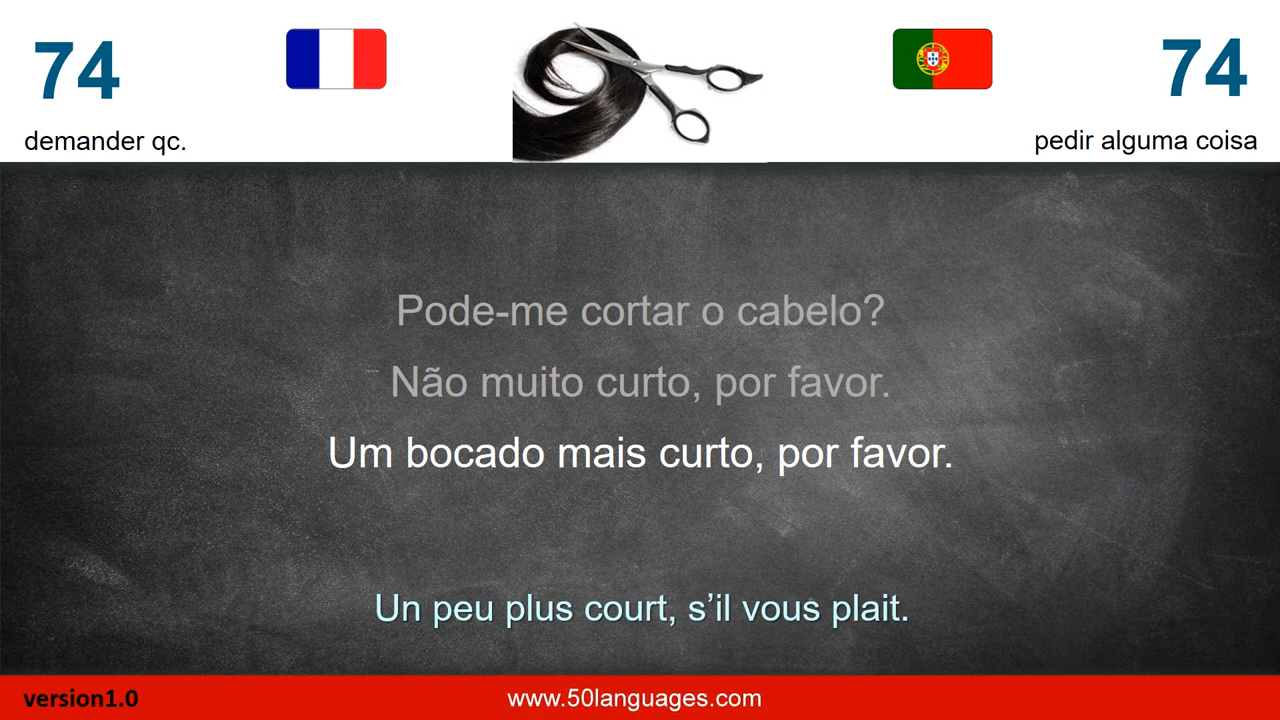 74
74
demander qc.
pedir alguma coisa
Pode-me cortar o cabelo?
Não muito curto, por favor.
Um bocado mais curto, por favor.
Un peu plus court, s’il vous plait.
version1.0
www.50languages.com